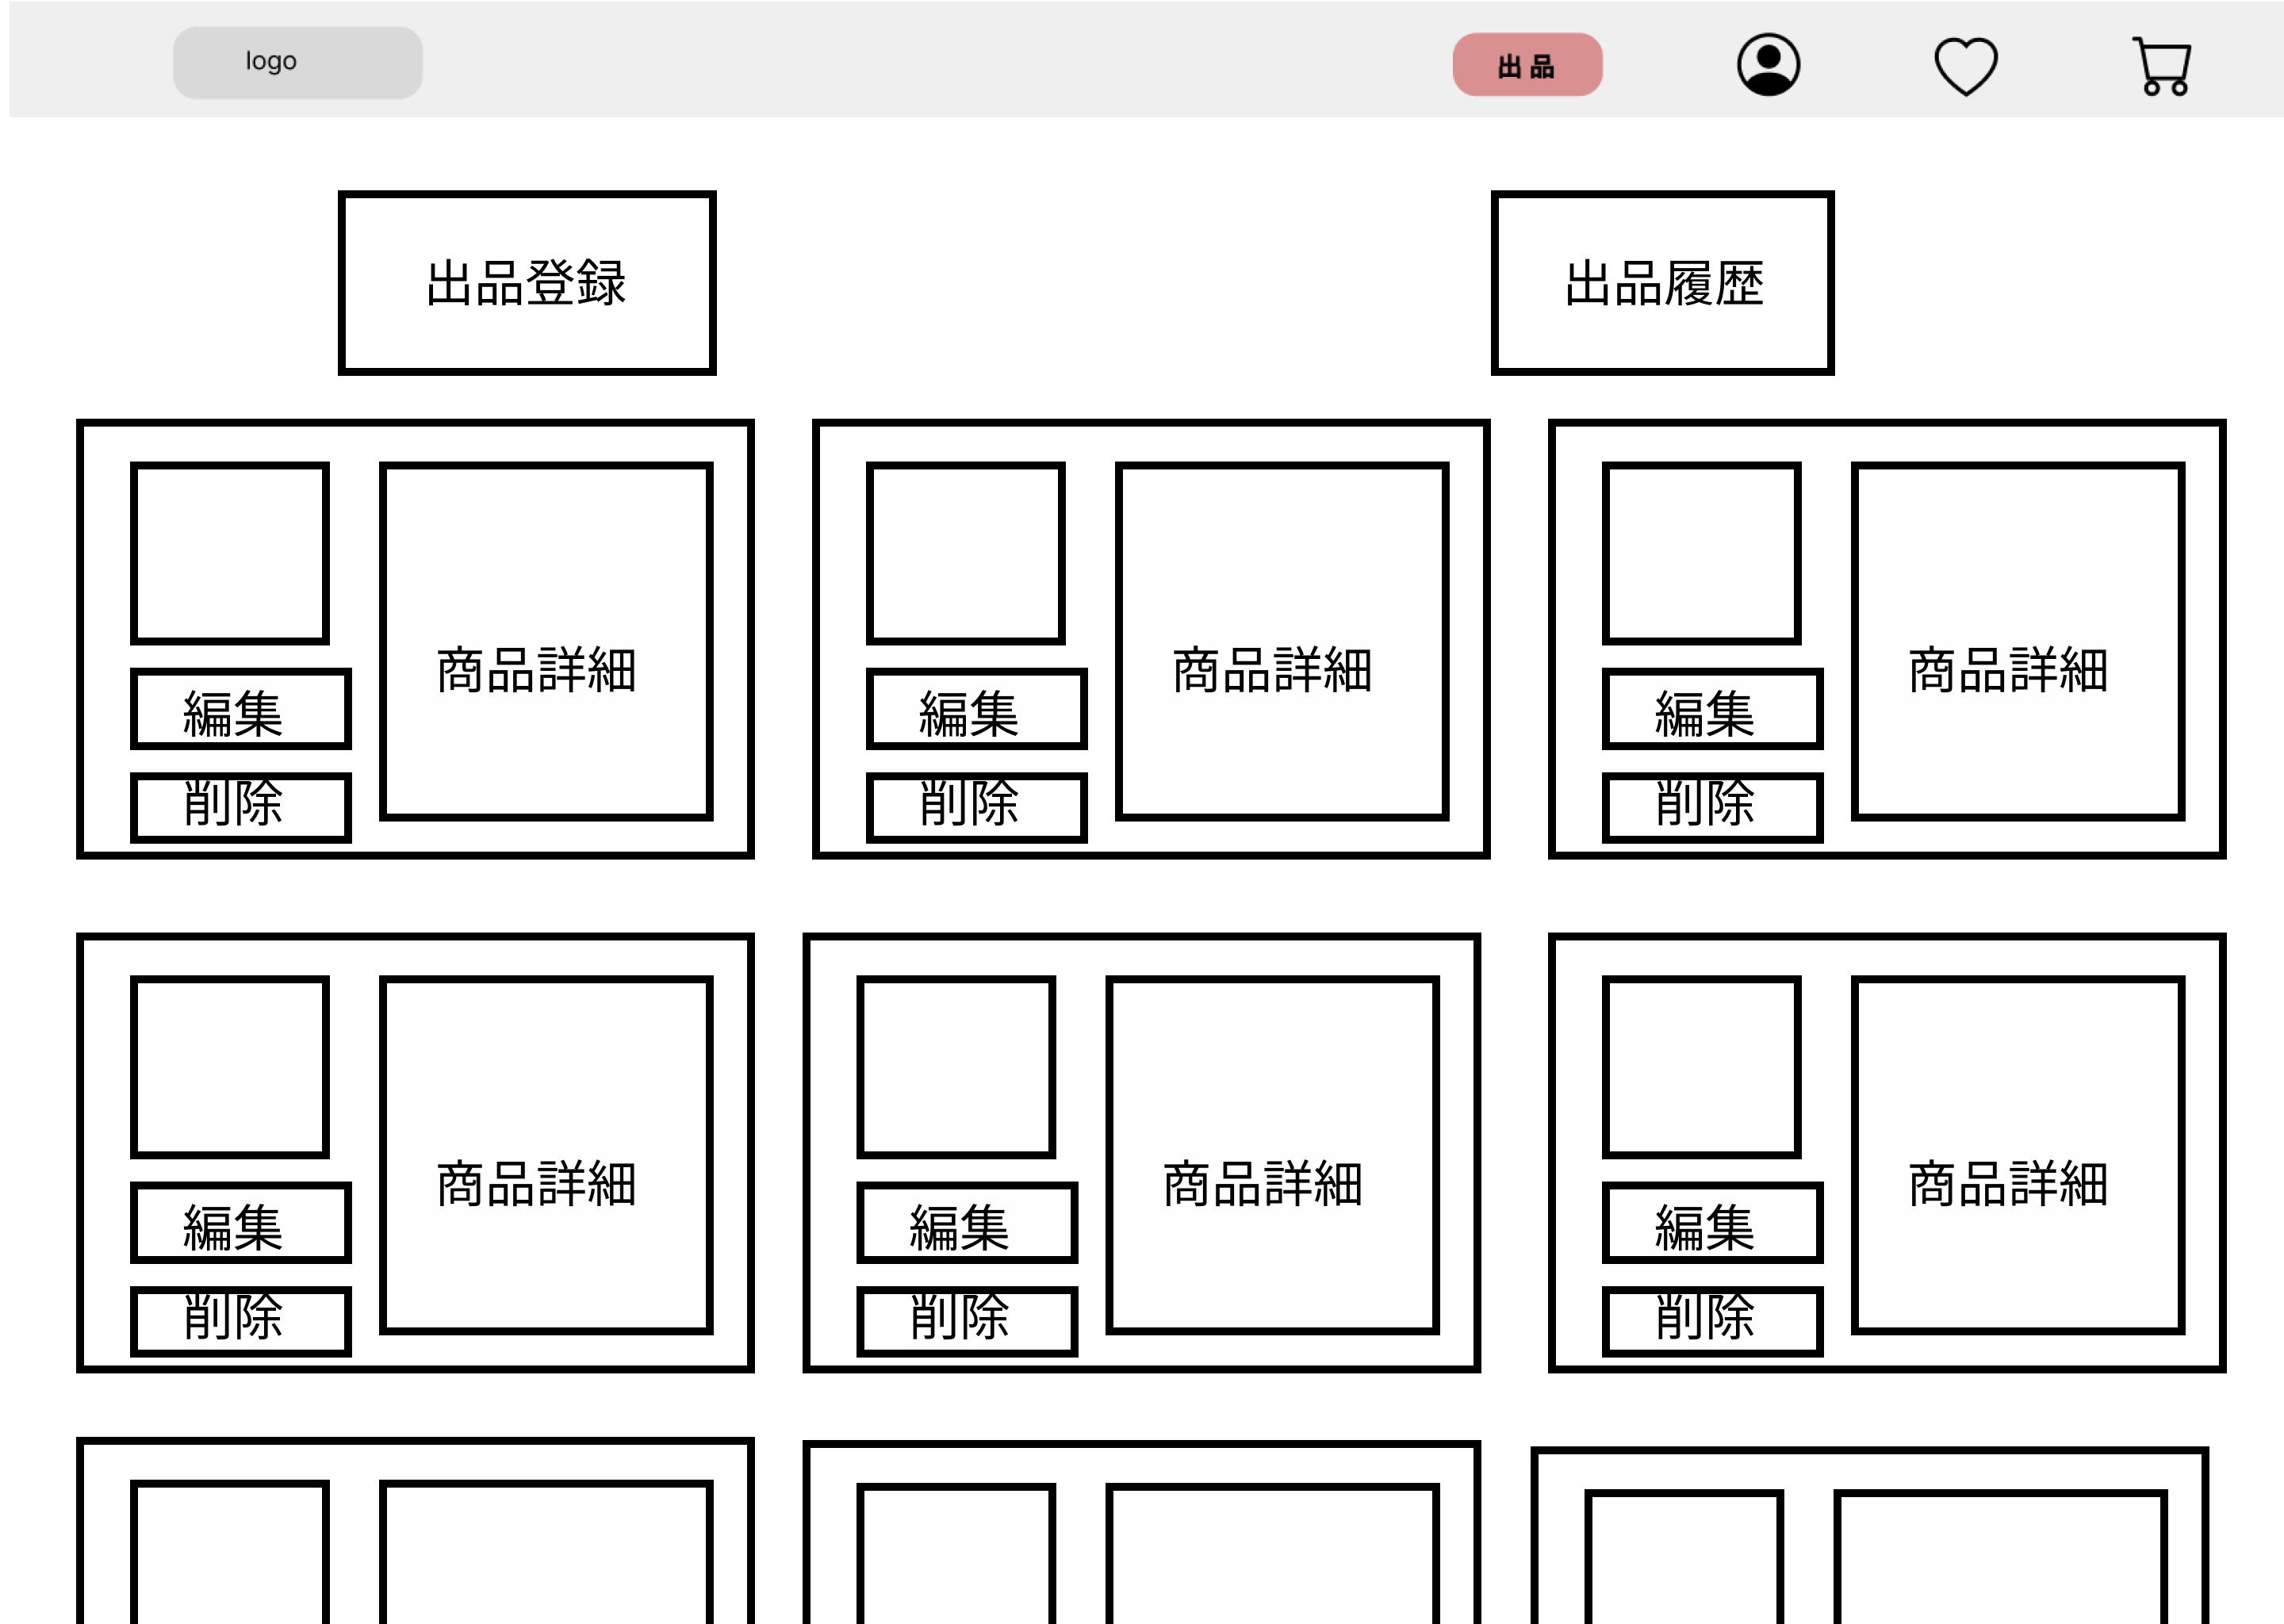 logo
出品
出品登録
出品履歴
商品詳細
編集
削除
商品詳細
編集
削除
商品詳細
編集
削除
商品詳細
編集
削除
商品詳細
編集
削除
商品詳細
編集
削除